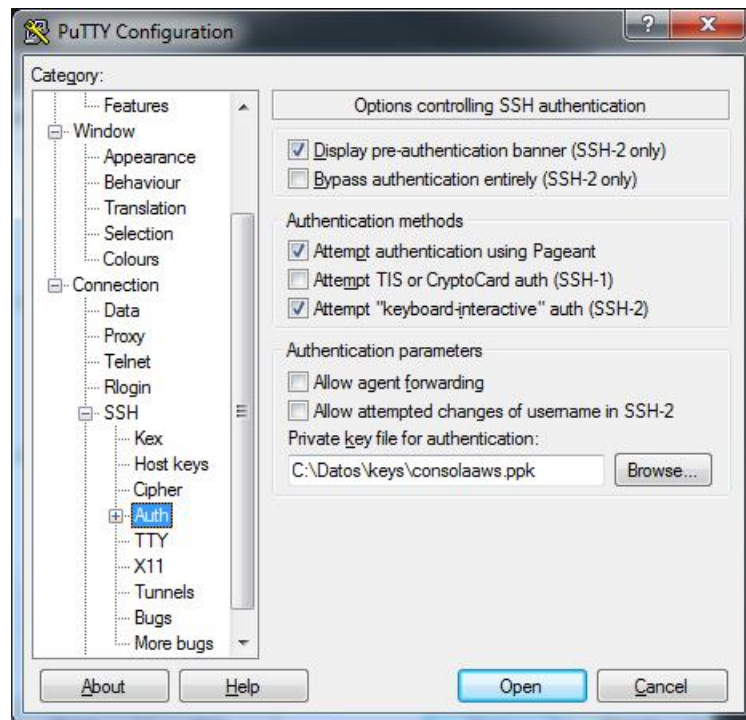 PuTTY Configuration
Category:
Features
Window
Appearance
Behaviour
Translation
Selection
Colours
Connection
Data
Proxy
Telnet
Rlogin
SSH
Kex
Host keys
Cipher
Auth
TTY
X11
Tunnels
Bugs
More bugs
Options controlling SSH authentication
Display pre-authentication banner (SSH-2 only)
Bypass authentication entirely (SSH-2 only)
Authentication methods
Attempt authentication using Pageant
Attempt TIS or CryptoCard auth (SSH-1)
Attempt "keyboard-interactive" auth (SSH-2)
Authentication parameters
Allow agent forwarding
Allow attempted changes of username in SSH-2
Private key file for authentication:
C:\Datos\keys\consolaaws.ppk
Browse...
About
Help
Open
Cancel